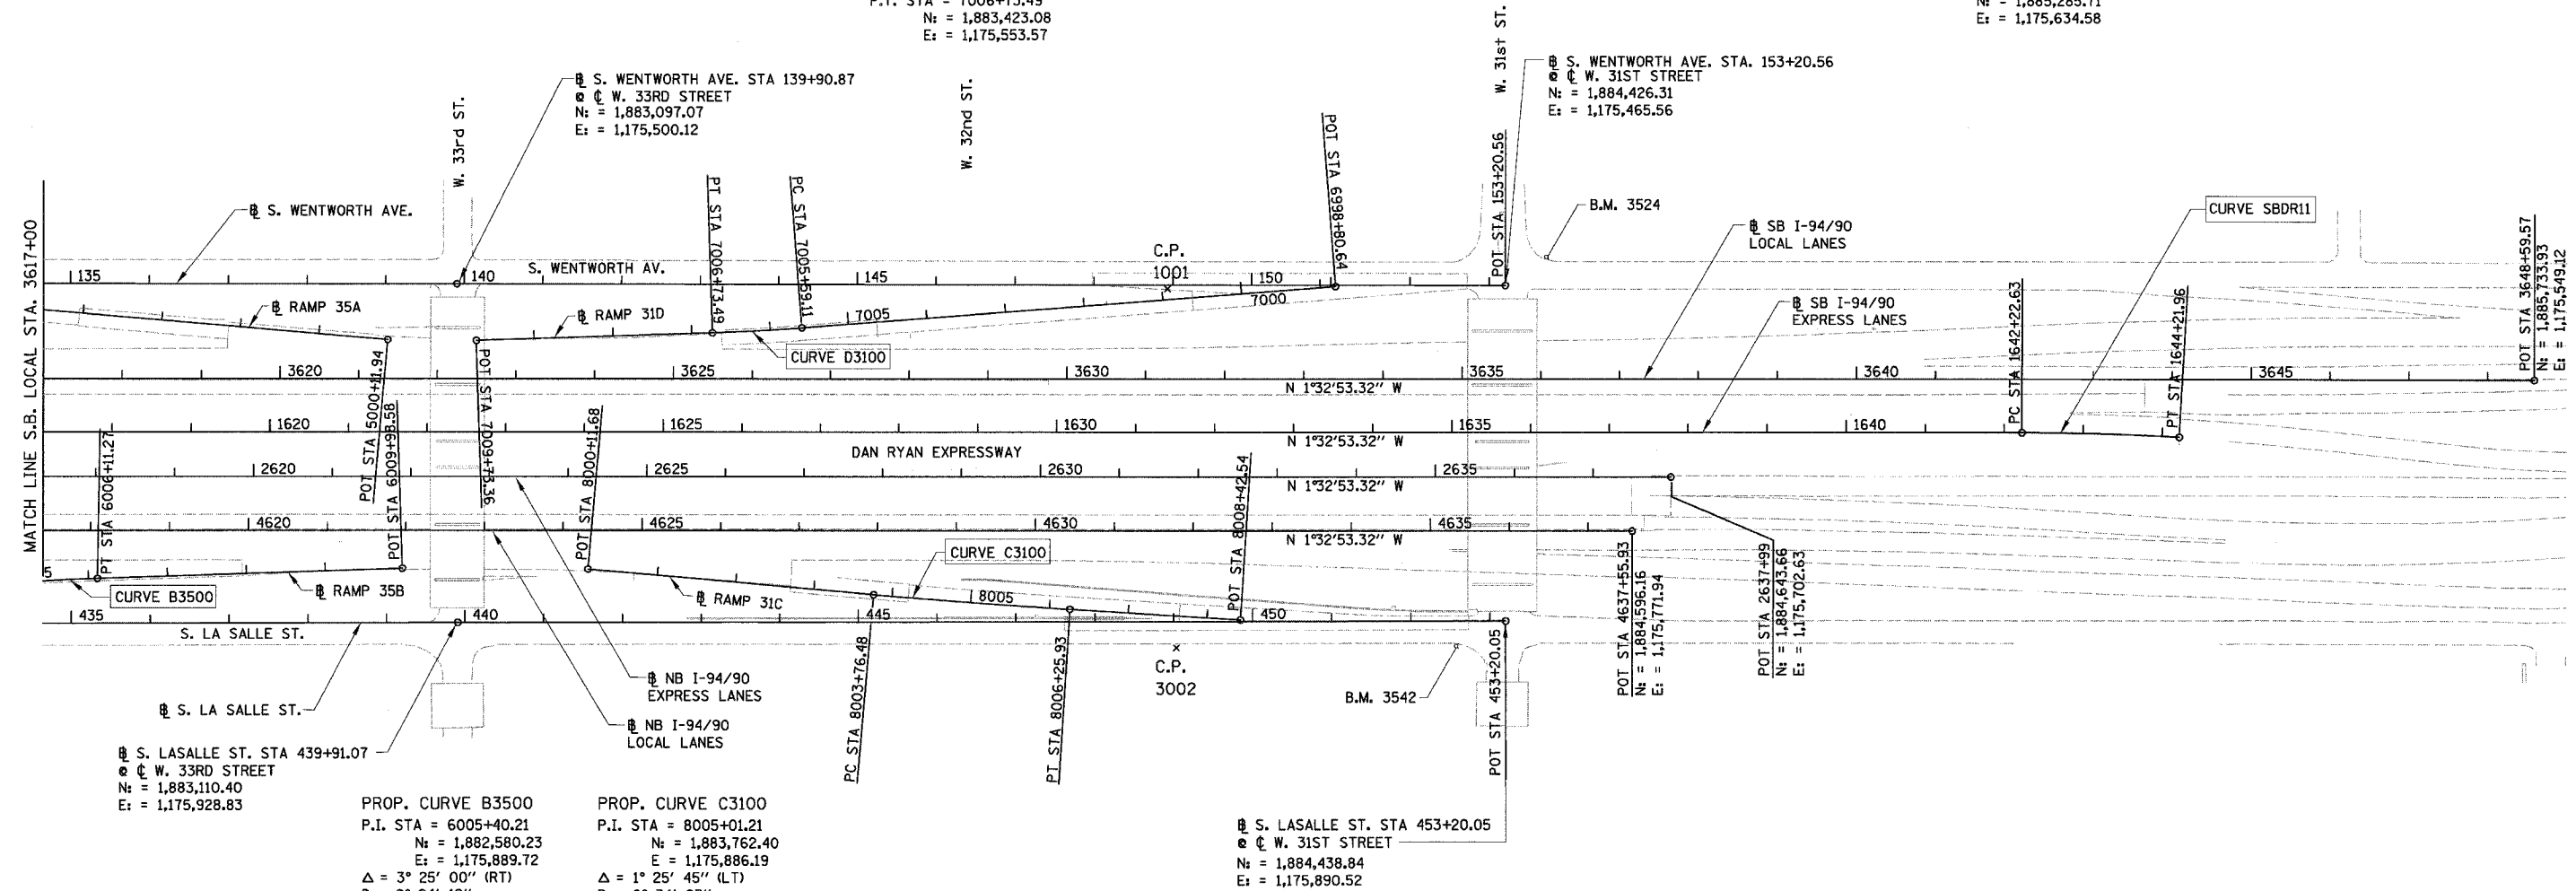 P.I. STA = 7006+73.49
N: = 1,883,423.08
E: = 1,175,553.57
N: = 1,885,285.71
E: = 1,175,634.58
W. 33rd ST.
W. 32nd ST.
W. 31st ST.
℄ S. WENTWORTH AVE. STA 139+90.87
@ ℄ W. 33RD STREET
N: = 1,883,097.07
E: = 1,175,500.12
℄ S. WENTWORTH AVE. STA. 153+20.56
@ ℄ W. 31ST STREET
N: = 1,884,426.31
E: = 1,175,465.56
MATCH LINE S.B. LOCAL STA. 3617+00
℄ S. WENTWORTH AVE.
PT STA 7006+73.49
PC STA 7005+59.11
POT STA 6998+80.64
POT STA 153+20.56
B.M. 3524
℄ SB I-94/90
LOCAL LANES
CURVE SBDR11
POT STA 3648+59.57
N: = 1,885,733.93
E: = 1,175,549.12
135
140
S. WENTWORTH AV.
145
C.P.
1001
150
7000
7005
℄ RAMP 35A
℄ RAMP 31D
CURVE D3100
℄ SB I-94/90
EXPRESS LANES
PC STA 1642+22.63
PT STA 1644+21.96
3620
3625
3630
3635
3640
3645
N 1°32'53.32'' W
POT STA 5000+11.94
POT STA 7009+73.36
1620
1625
1630
1635
1640
N 1°32'53.32'' W
DAN RYAN EXPRESSWAY
PT STA 6006+11.27
POT STA 6009+98.58
POT STA 8000+11.68
POT STA 8008+42.54
2620
2625
2630
2635
N 1°32'53.32'' W
4620
4625
4630
4635
N 1°32'53.32'' W
CURVE C3100
5
CURVE B3500
℄ RAMP 35B
℄ RAMP 31C
8005
435
440
445
450
S. LA SALLE ST.
POT STA 4637+55.93
N: = 1,884,596.16
E: = 1,175,771.94
POT STA 2637+99
N: = 1,884,643.66
E: = 1,175,702.63
PC STA 8003+76.48
PT STA 8006+25.93
C.P.
3002
B.M. 3542
POT STA 453+20.05
℄ S. LA SALLE ST.
℄ NB I-94/90
EXPRESS LANES
℄ NB I-94/90
LOCAL LANES
℄ S. LASALLE ST. STA 439+91.07
@ ℄ W. 33RD STREET
N: = 1,883,110.40
E: = 1,175,928.83
PROP. CURVE B3500
P.I. STA = 6005+40.21
N: = 1,882,580.23
E: = 1,175,889.72
Δ = 3° 25' 00'' (RT)
PROP. CURVE C3100
P.I. STA = 8005+01.21
N: = 1,883,762.40
E = 1,175,886.19
Δ = 1° 25' 45'' (LT)
℄ S. LASALLE ST. STA 453+20.05
@ ℄ W. 31ST STREET
N: = 1,884,438.84
E: = 1,175,890.52